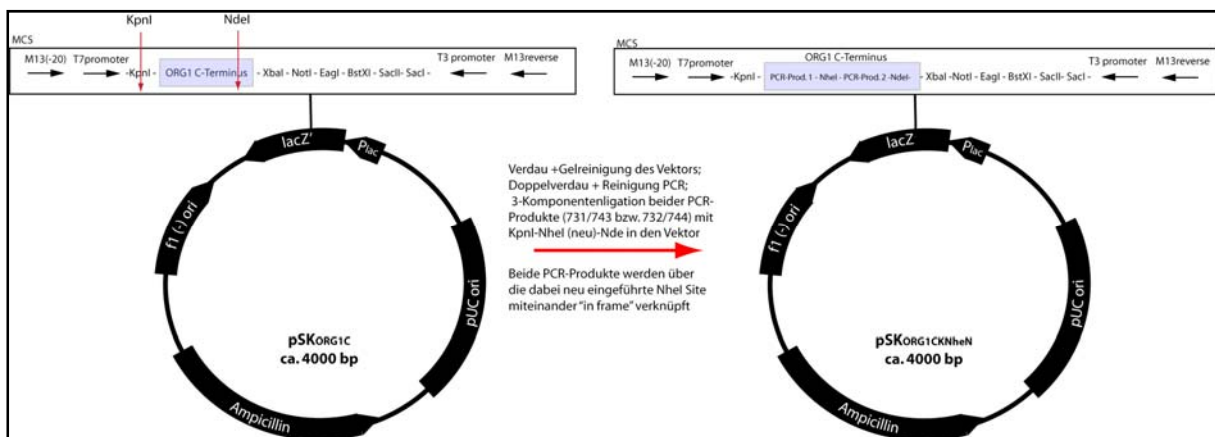 KpnI NdeI
MCS
M13(-20) T7promoter T3 promoter M13reverse
-KpnI - ORG1 C-Terminus - XbaI - NotI - EagI - BstXI - SacII- SacI -
lacZ'
Plac
f1 (-) ori
pUC ori
pSKORG1C
ca. 4000 bp
Ampicillin
Verdau +Gelreinigung des Vektors;
Doppelverdau + Reinigung PCR;
3-Komponentenligation beider PCR-
Produkte (731/743 bzw. 732/744) mit
KpnI-NheI (neu)-Nde in den Vektor
Beide PCR-Produkte werden über
die dabei neu eingeführte NheI Site
miteinander "in frame" verknüpft
MCS
ORG1 C-Terminus
M13(-20) T7promoter T3 promoter M13reverse
-KpnI - PCR-Prod. 1 - NheI - PCR-Prod. 2 -NdeI- - XbaI -NotI - EagI - BstXI - SacII- SacI -
lacZ
Plac
f1 (-) ori
pUC ori
pSKORG1CKNheN
ca. 4000 bp
Ampicillin